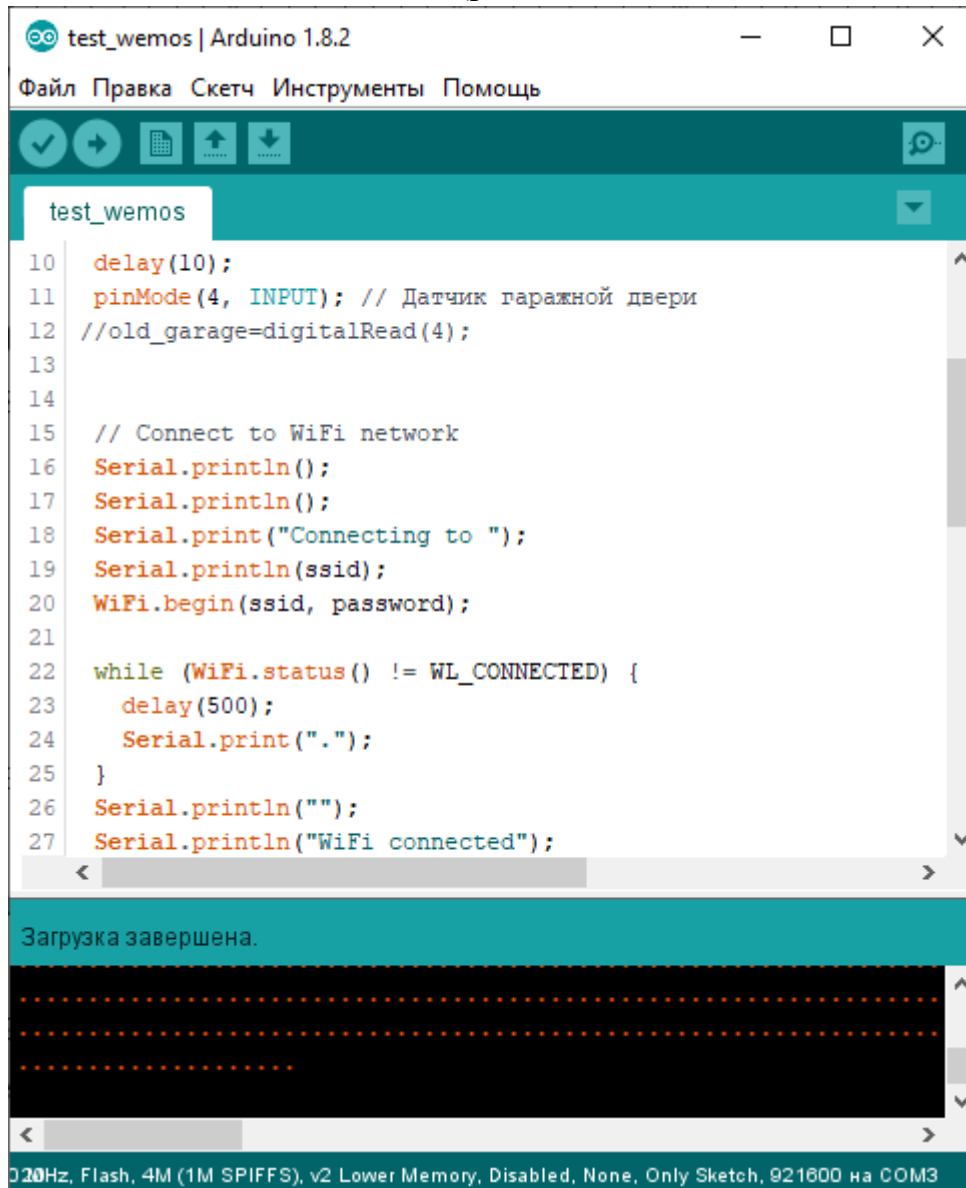 test_wemos | Arduino 1.8.2
Файл Правка Скетч Инструменты Помощь
test_wemos
10 delay(10);
11 pinMode(4, INPUT); // Датчик гаражной двери
12 //old_garage=digitalRead(4);
13
14
15 // Connect to WiFi network
16 Serial.println();
17 Serial.println();
18 Serial.print("Connecting to ");
19 Serial.println(ssid);
20 WiFi.begin(ssid, password);
21
22 while (WiFi.status() != WL_CONNECTED) {
23 delay(500);
24 Serial.print(".");
25 }
26 Serial.println("");
27 Serial.println("WiFi connected");
Загрузка завершена.
Flash, 4M (1M SPIFFS), v2 Lower Memory, Disabled, None, Only Sketch, 921600 на COM3